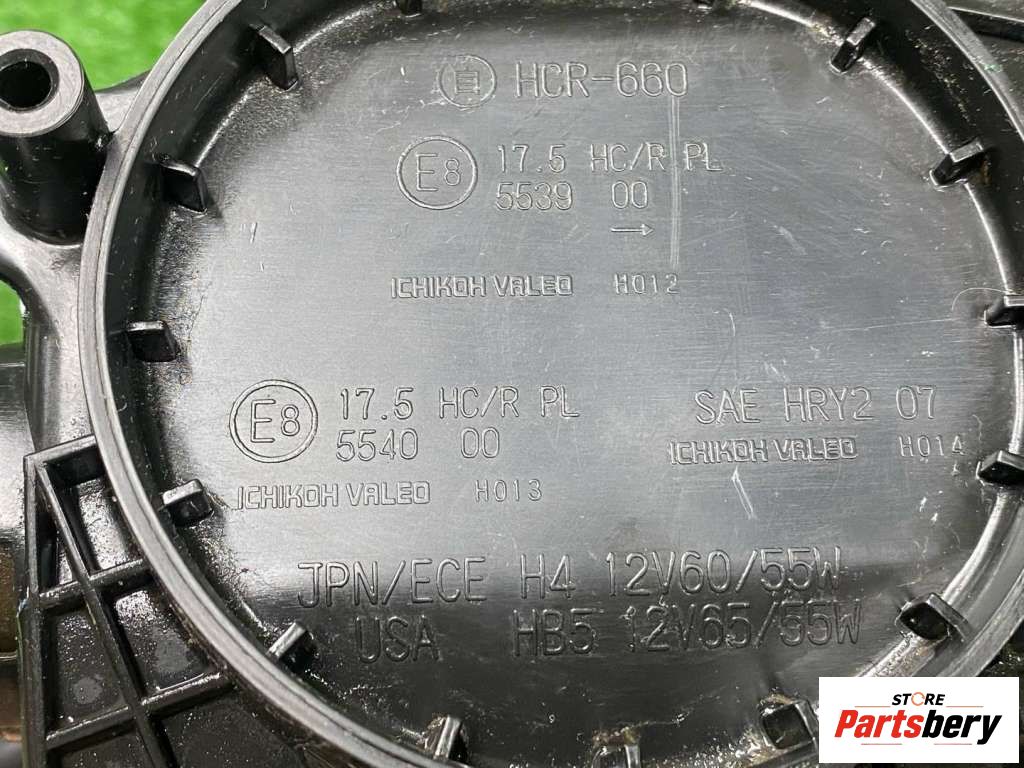 自 HCR-660
E8 17.5 HC/R PL
5539 00
→
ICHIKOH VALEO H012
E8 17.5 HC/R PL
5540 00
ICHIKOH VALEO H013
SAE HRY2 07
ICHIKOH VALEO H014
JPN/ECE H4 12V60/55W
USA HB5 12V65/55W
STORE
Partsbery